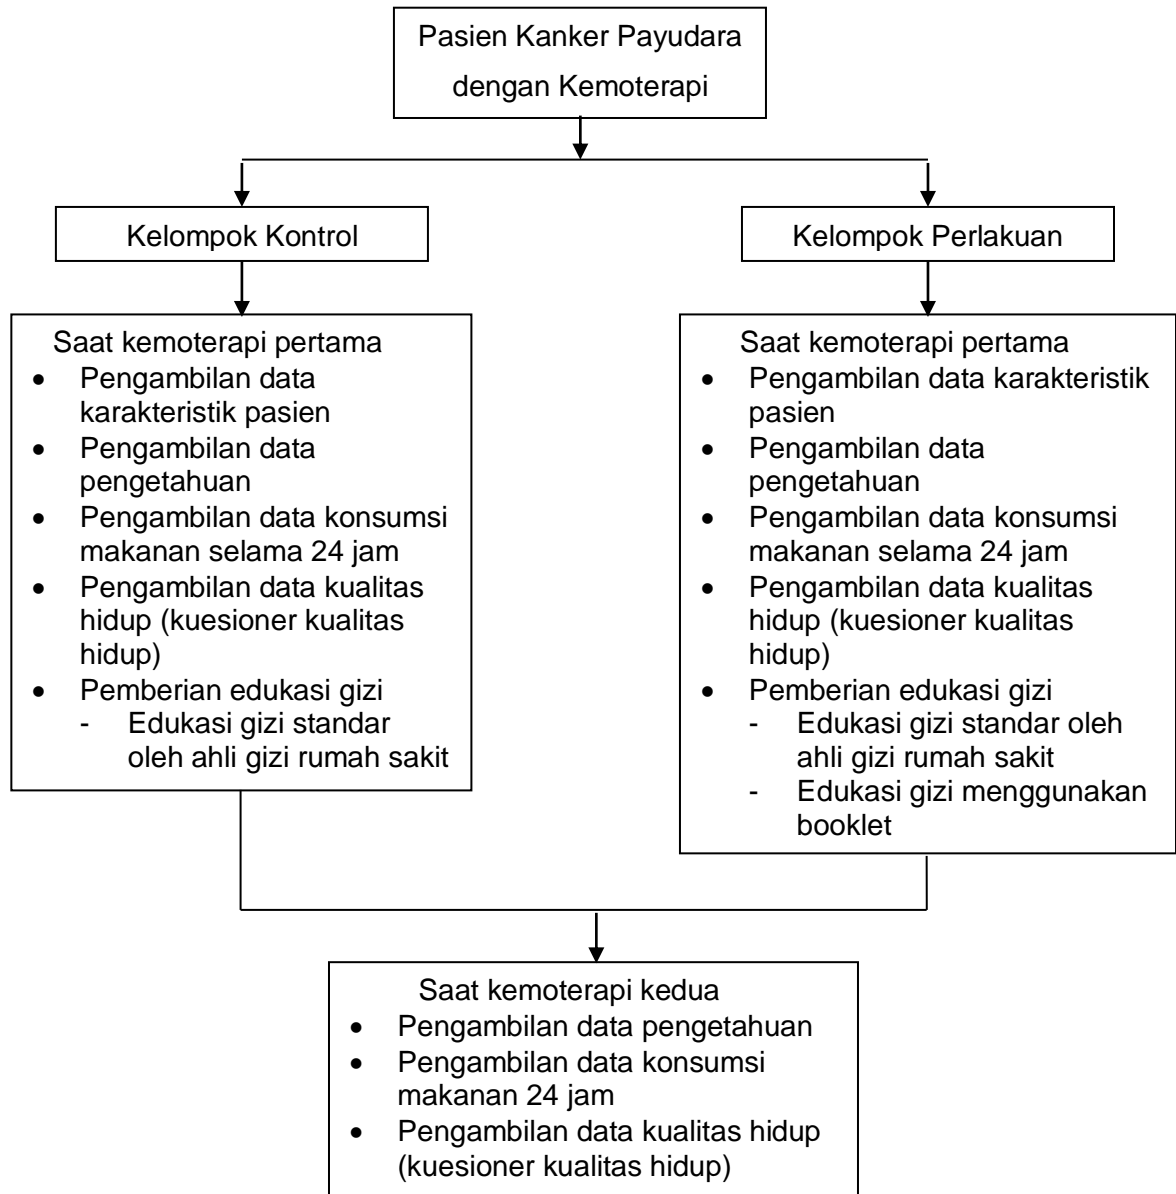 Pasien Kanker Payudara
dengan Kemoterapi
Kelompok Kontrol
Kelompok Perlakuan
Saat kemoterapi pertama
• Pengambilan data
karakteristik pasien
• Pengambilan data
pengetahuan
• Pengambilan data konsumsi
makanan selama 24 jam
• Pengambilan data kualitas
hidup (kuesioner kualitas
hidup)
• Pemberian edukasi gizi
- Edukasi gizi standar
oleh ahli gizi rumah sakit
Saat kemoterapi pertama
• Pengambilan data karakteristik
pasien
• Pengambilan data
pengetahuan
• Pengambilan data konsumsi
makanan selama 24 jam
• Pengambilan data kualitas
hidup (kuesioner kualitas
hidup)
• Pemberian edukasi gizi
- Edukasi gizi standar oleh
ahli gizi rumah sakit
- Edukasi gizi menggunakan
booklet
Saat kemoterapi kedua
• Pengambilan data pengetahuan
• Pengambilan data konsumsi
makanan 24 jam
• Pengambilan data kualitas hidup
(kuesioner kualitas hidup)